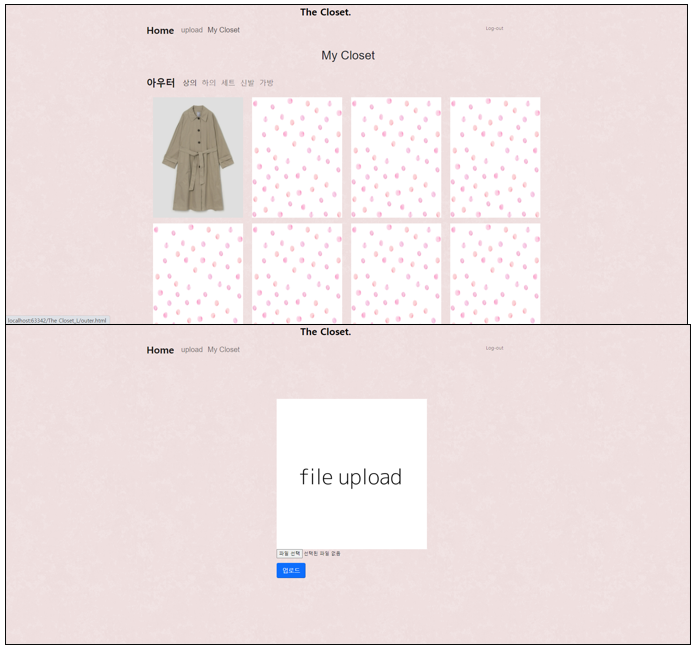 The Closet.
Home upload My Closet Log-out
My Closet
아우터 상의 하의 세트 신발 가방
localhost:63342/The Closet_L/outer.html
The Closet.
Home upload My Closet Log-out
file upload
파일 선택 선택된 파일 없음
업로드